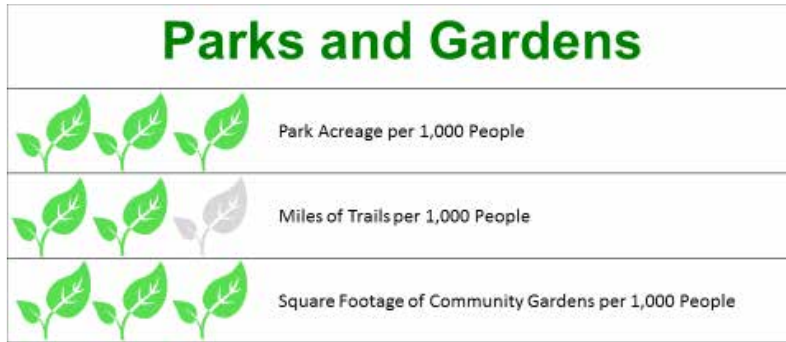 Parks and Gardens
Park Acreage per 1,000 People
Miles of Trails per 1,000 People
Square Footage of Community Gardens per 1,000 People